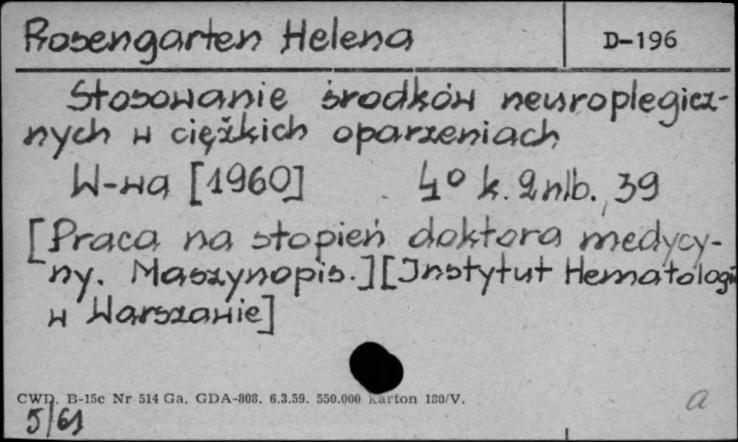 Rosengarten Helena
D-196
Stosowanie środków neuroplegicz-
nych w ciężkich oparzeniach
W-wa [1960] 4° k. 2nlb., 39
[Praca na stopień doktora medycy-
ny. Maszynopis.] [Instytut Hematologii
w Warszawie]
CWD. B-15c Nr 514 Ga. GDA-808. 6.3.59. 550.000 karton 180/V.
a
5/61